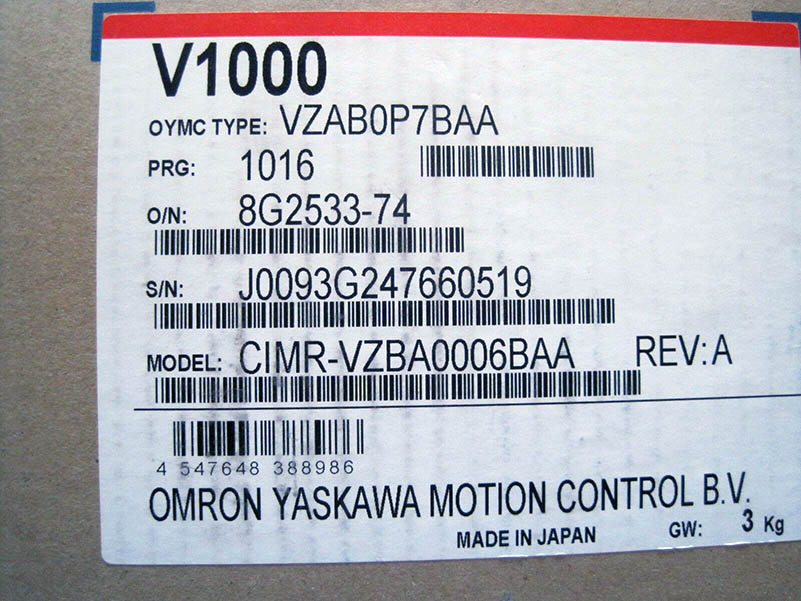 V1000
OYMC TYPE: VZAB0P7BAA
PRG: 1016
O/N: 8G2533-74
S/N: J0093G247660519
MODEL: CIMR-VZBA0006BAA REV:A
4 547648 388986
OMRON YASKAWA MOTION CONTROL B.V.
MADE IN JAPAN GW: 3 Kg